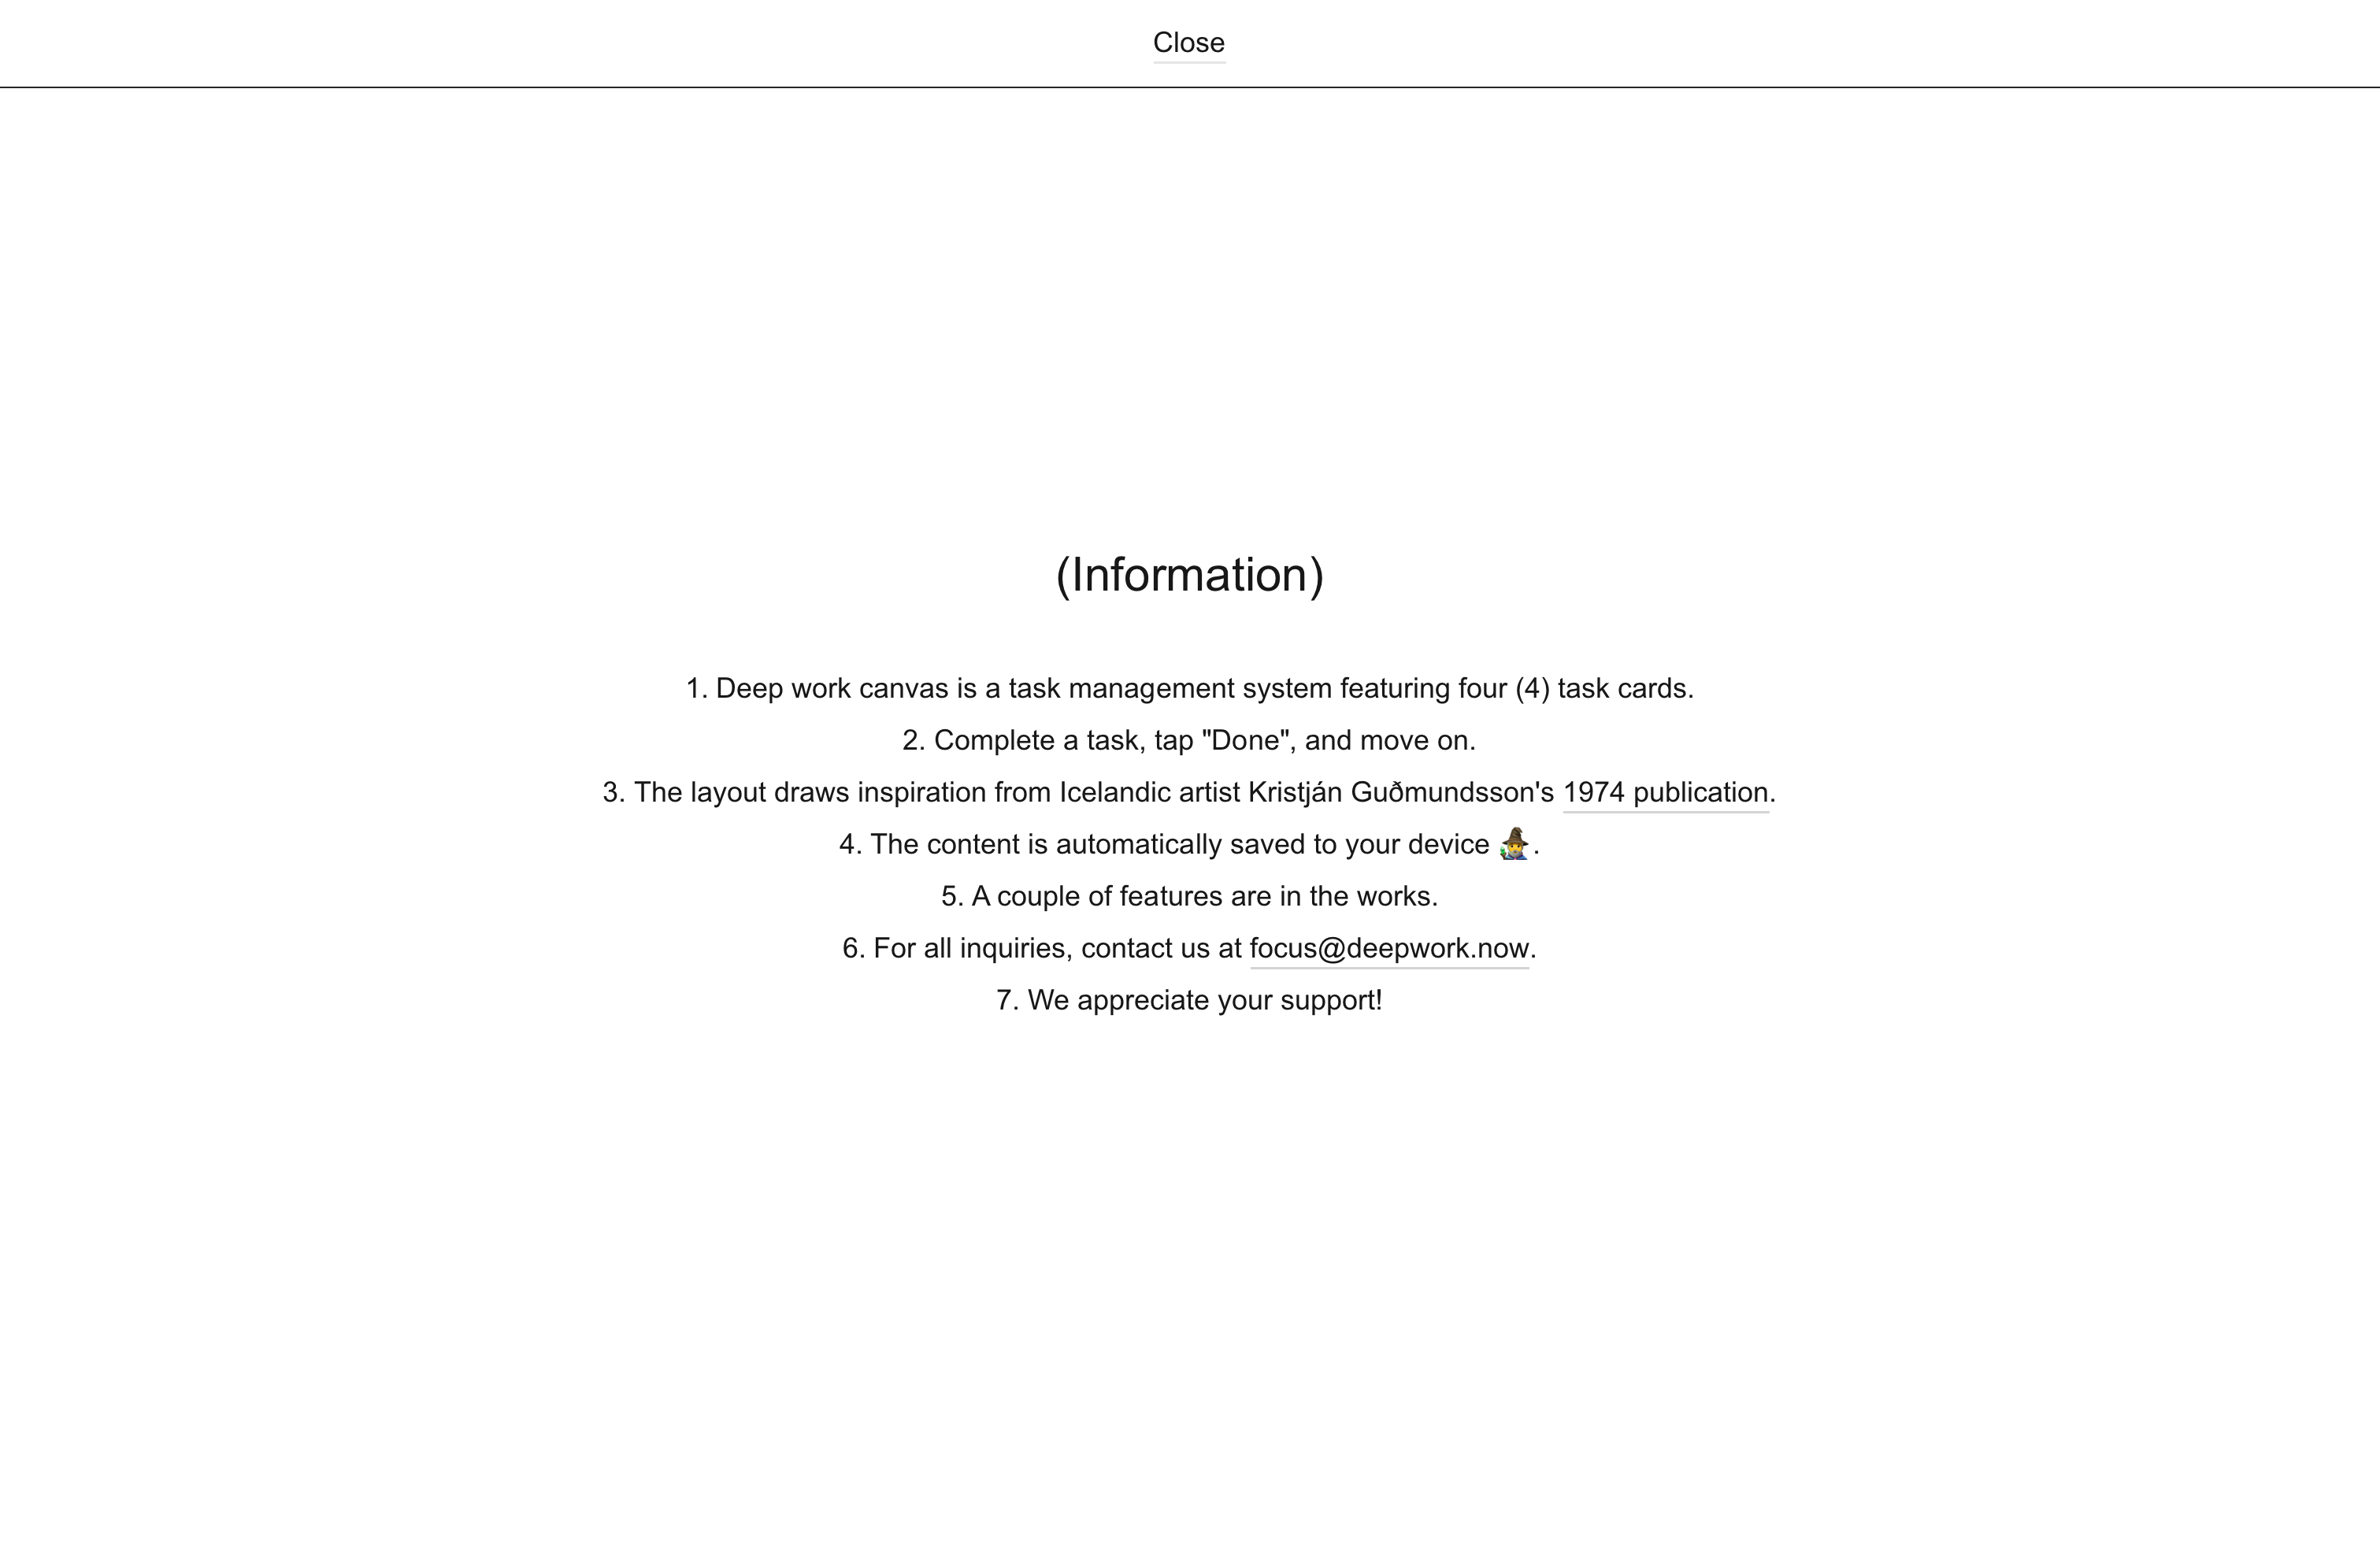 Close
(Information)
1. Deep work canvas is a task management system featuring four (4) task cards.
2. Complete a task, tap "Done", and move on.
3. The layout draws inspiration from Icelandic artist Kristján Guðmundsson's 1974 publication.
4. The content is automatically saved to your device 🧙‍♂️.
5. A couple of features are in the works.
6. For all inquiries, contact us at focus@deepwork.now.
7. We appreciate your support!